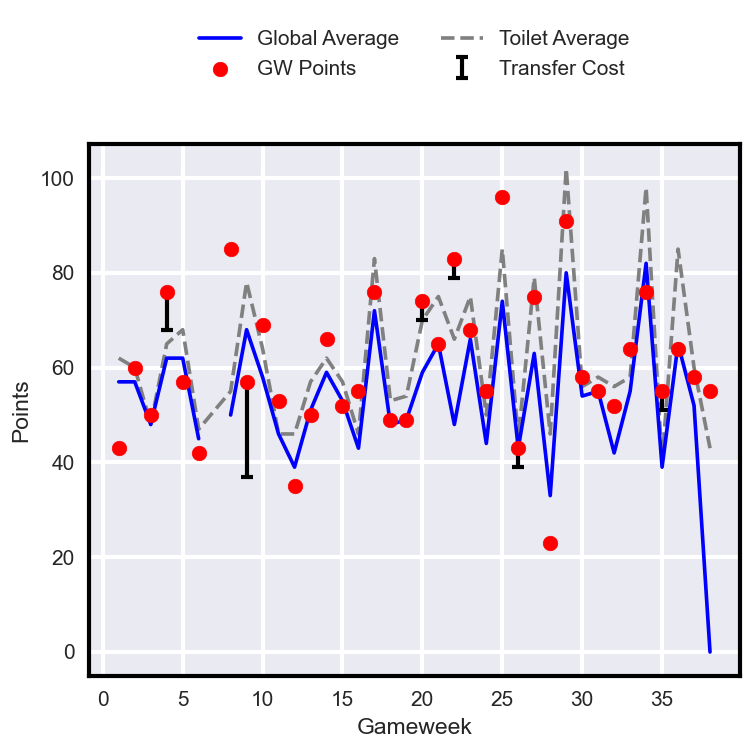 Global Average
Toilet Average
GW Points
Transfer Cost
Points
100
80
60
40
20
0
0 5 10 15 20 25 30 35
Gameweek